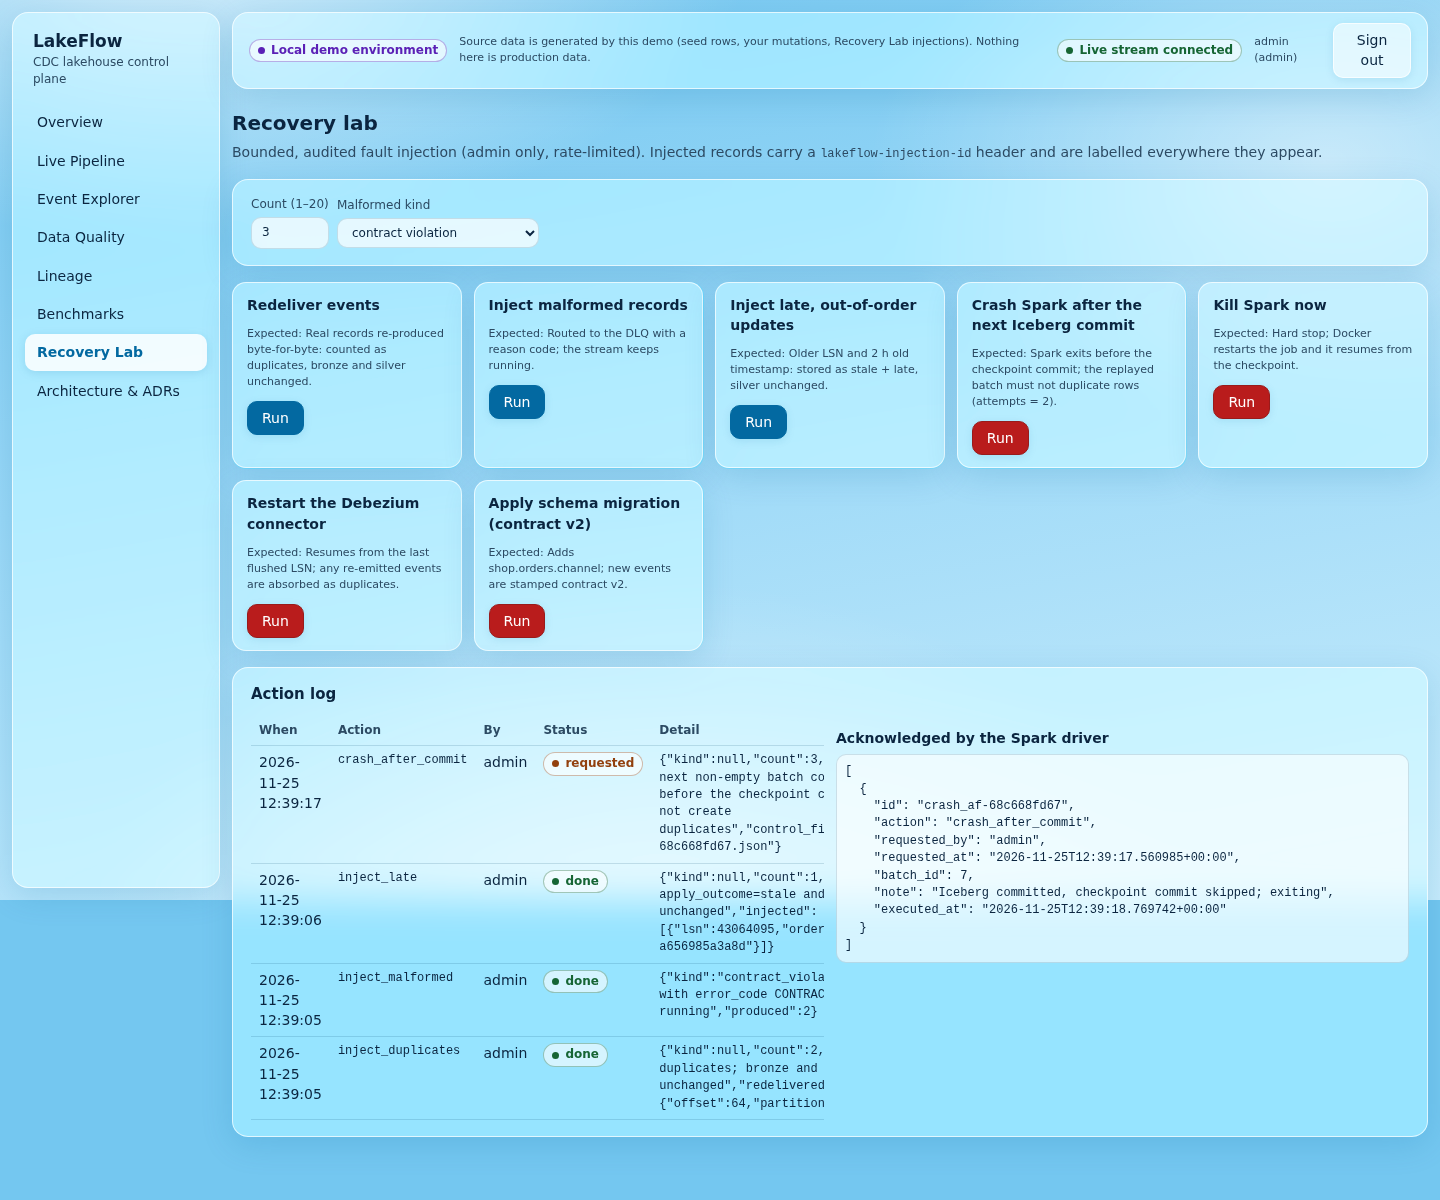 LakeFlow
CDC lakehouse control
plane
Overview
Live Pipeline
Event Explorer
Data Quality
Lineage
Benchmarks
Recovery Lab
Architecture & ADRs
Local demo environment
Source data is generated by this demo (seed rows, your mutations, Recovery Lab injections). Nothing
here is production data.
Live stream connected
admin
(admin)
Sign
out
Recovery lab
Bounded, audited fault injection (admin only, rate-limited). Injected records carry a lakeflow-injection-id header and are labelled everywhere they appear.
Count (1–20)
Malformed kind
3
contract violation
Redeliver events
Expected: Real records re-produced
byte-for-byte: counted as
duplicates, bronze and silver
unchanged.
Run
Inject malformed records
Expected: Routed to the DLQ with a
reason code; the stream keeps
running.
Run
Inject late, out-of-order
updates
Expected: Older LSN and 2 h old
timestamp: stored as stale + late,
silver unchanged.
Run
Crash Spark after the
next Iceberg commit
Expected: Spark exits before the
checkpoint commit; the replayed
batch must not duplicate rows
(attempts = 2).
Run
Kill Spark now
Expected: Hard stop; Docker
restarts the job and it resumes from
the checkpoint.
Run
Restart the Debezium
connector
Expected: Resumes from the last
flushed LSN; any re-emitted events
are absorbed as duplicates.
Run
Apply schema migration
(contract v2)
Expected: Adds
shop.orders.channel; new events
are stamped contract v2.
Run
Action log
When Action By Status Detail
2026-
11-25
12:39:17
crash_after_commit
admin
requested
{"kind":null,"count":3,
next non-empty batch co
before the checkpoint c
not create
duplicates","control_fi
68c668fd67.json"}
2026-
11-25
12:39:06
inject_late
admin
done
{"kind":null,"count":1,
apply_outcome=stale and
unchanged","injected":
[{"lsn":43064095,"order
a656985a3a8d"}]}
2026-
11-25
12:39:05
inject_malformed
admin
done
{"kind":"contract_viola
with error_code CONTRAC
running","produced":2}
2026-
11-25
12:39:05
inject_duplicates
admin
done
{"kind":null,"count":2,
duplicates; bronze and
unchanged","redelivered
{"offset":64,"partition
Acknowledged by the Spark driver
[
{
"id": "crash_af-68c668fd67",
"action": "crash_after_commit",
"requested_by": "admin",
"requested_at": "2026-11-25T12:39:17.560985+00:00",
"batch_id": 7,
"note": "Iceberg committed, checkpoint commit skipped; exiting",
"executed_at": "2026-11-25T12:39:18.769742+00:00"
}
]